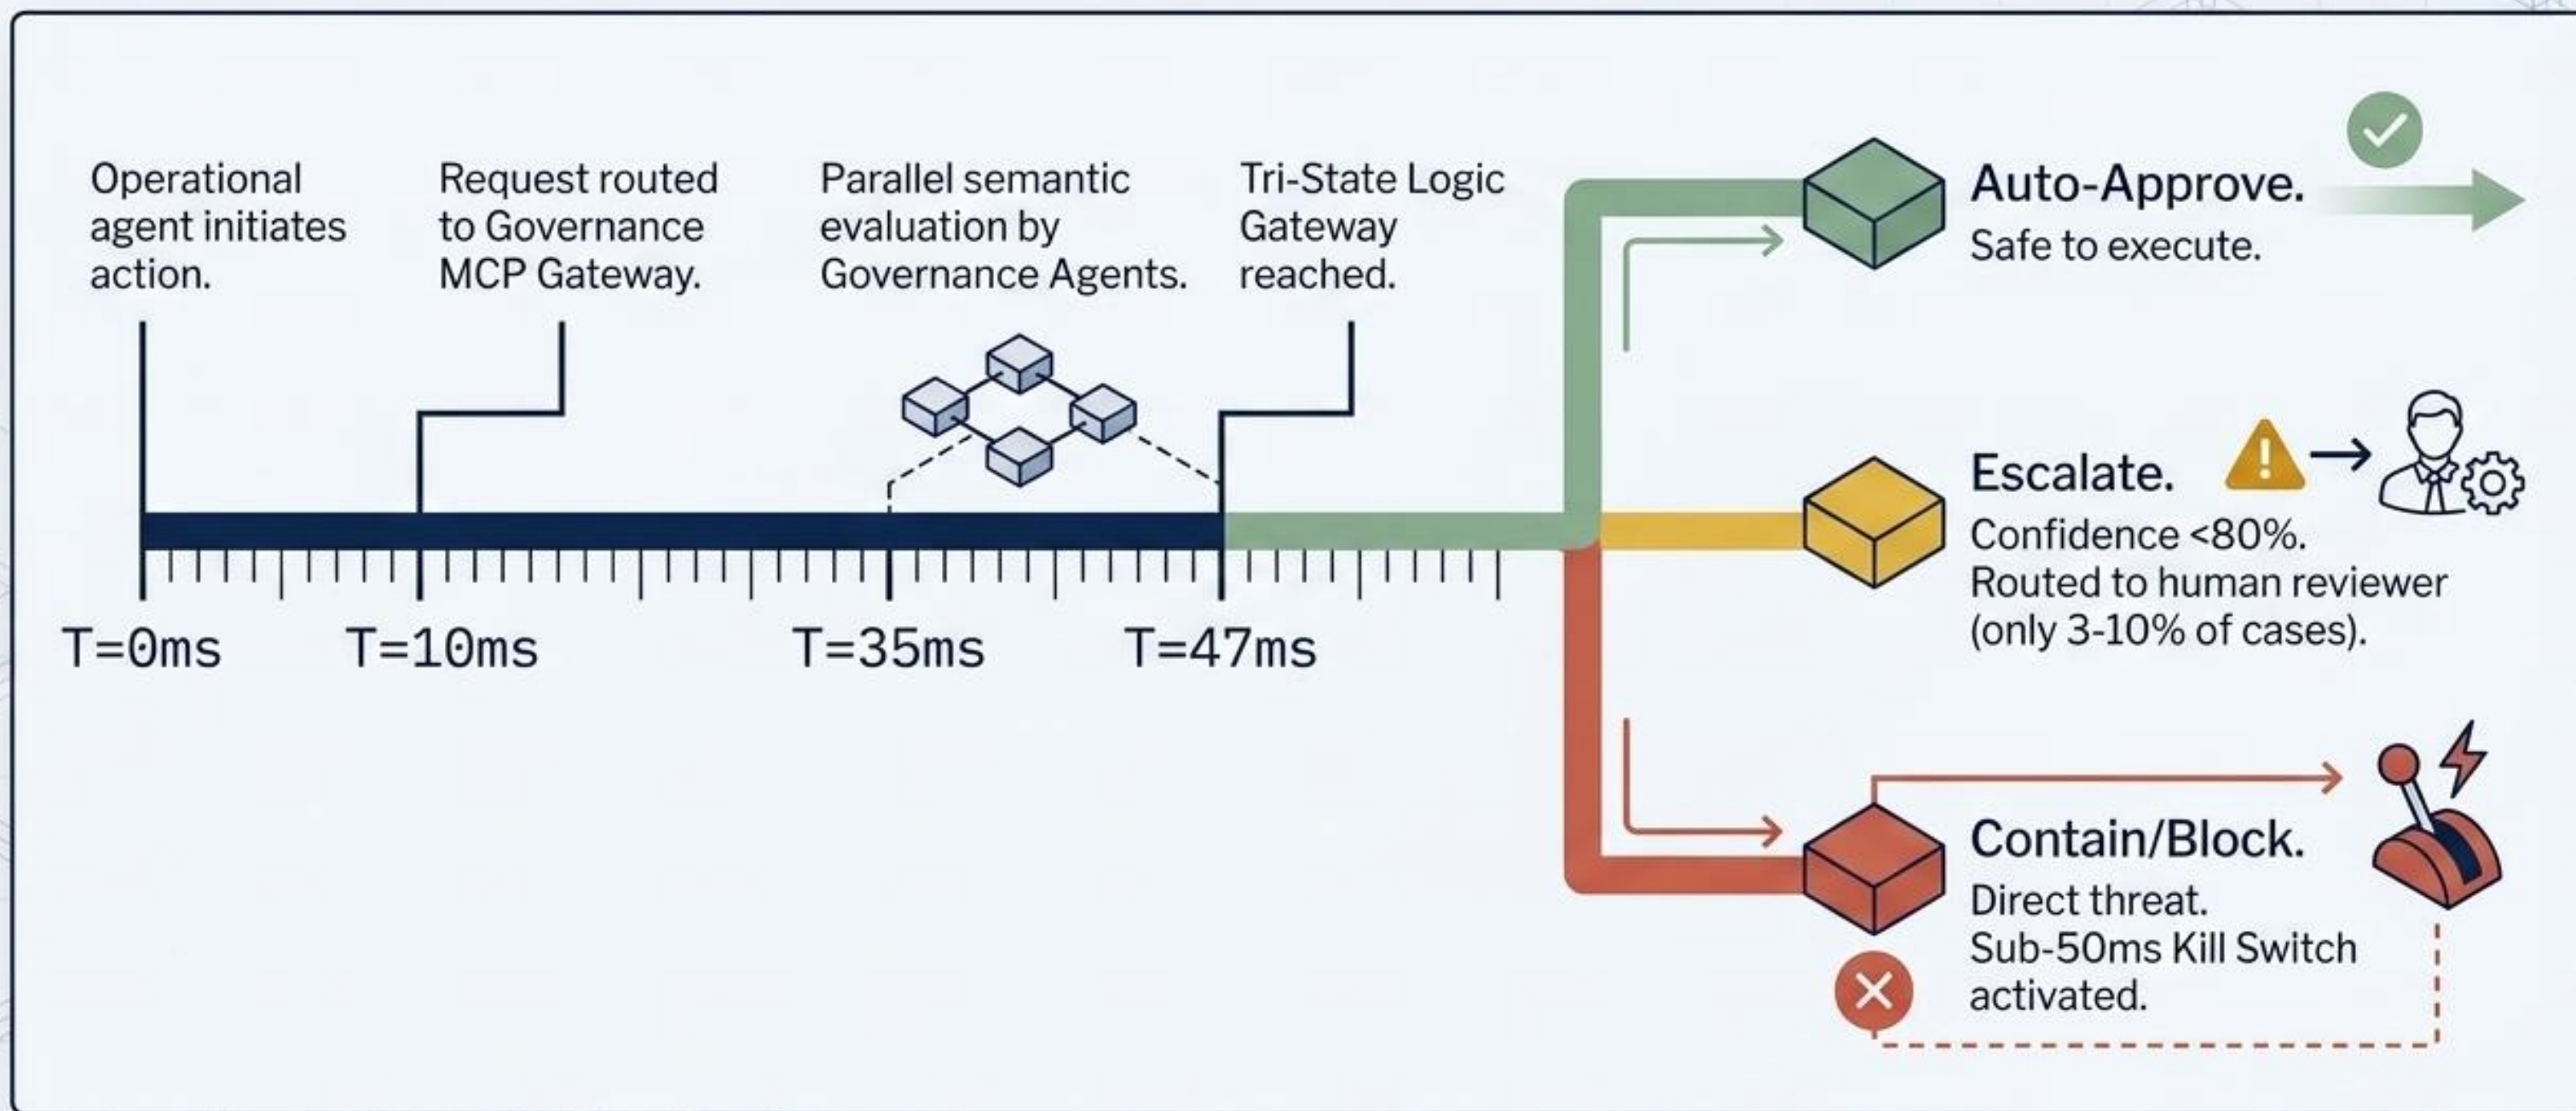 Operational
agent initiates
action.
Request routed
to Governance
MCP Gateway.
Parallel semantic
evaluation by
Governance Agents.
Tri-State Logic
Gateway
reached.
T=0ms
T=10ms
T=35ms
T=47ms
Auto-Approve.
Safe to execute.
Escalate.
Confidence <80%.
Routed to human reviewer
(only 3-10% of cases).
Contain/Block.
Direct threat.
Sub-50ms Kill Switch
activated.